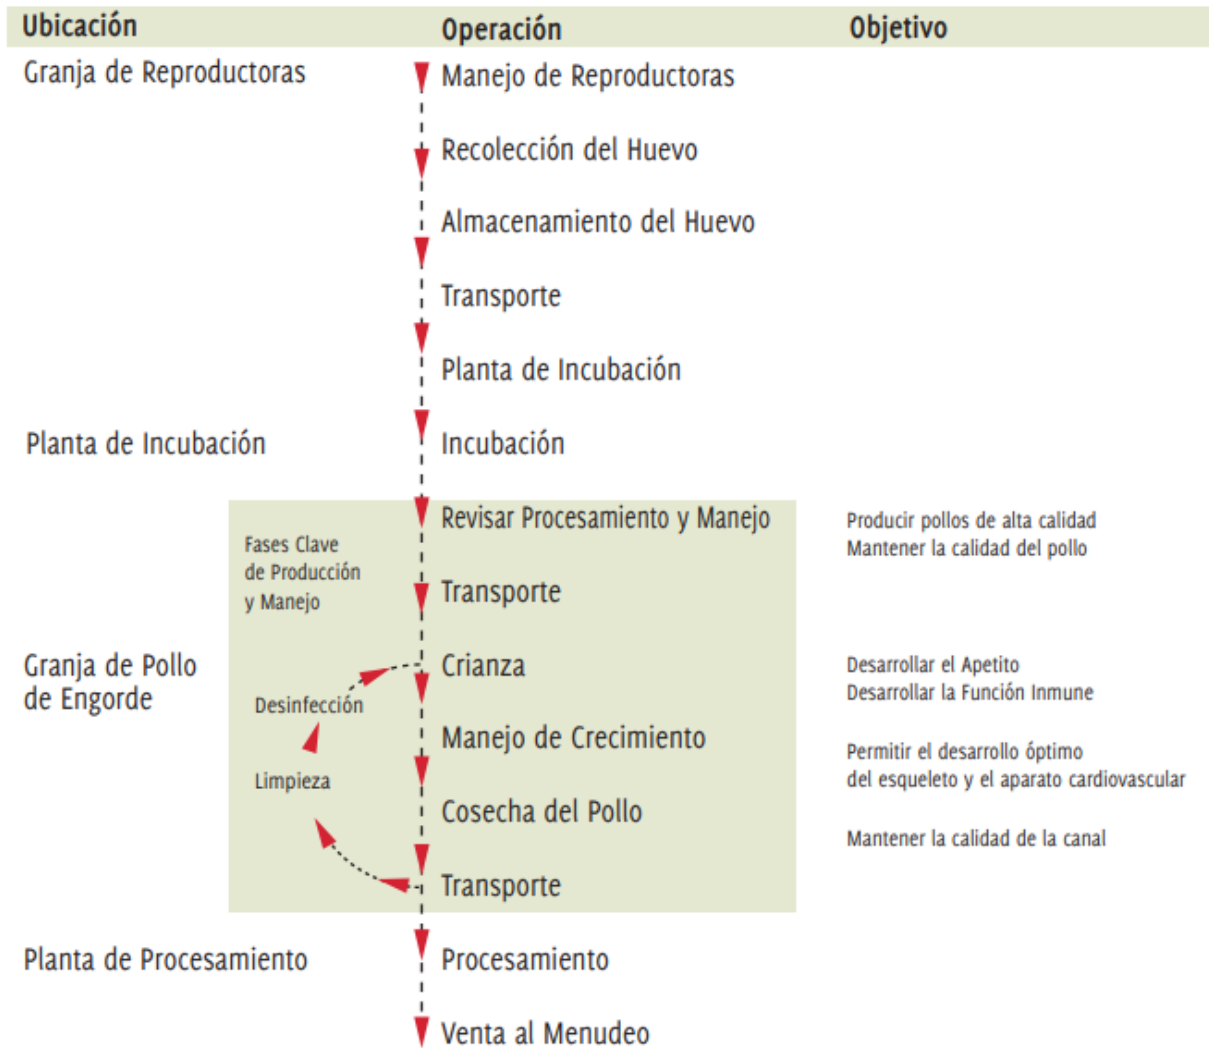 Ubicación
Operación
Objetivo
Granja de Reproductoras
Manejo de Reproductoras
Recolección del Huevo
Almacenamiento del Huevo
Transporte
Planta de Incubación
Planta de Incubación
Incubación
Revisar Procesamiento y Manejo
Producir pollos de alta calidad
Mantener la calidad del pollo
Fases Clave
de Producción
y Manejo
Transporte
Granja de Pollo
de Engorde
Crianza
Desarrollar el Apetito
Desarrollar la Función Inmune
Desinfección
Manejo de Crecimiento
Permitir el desarrollo óptimo
del esqueleto y el aparato cardiovascular
Limpieza
Cosecha del Pollo
Mantener la calidad de la canal
Transporte
Planta de Procesamiento
Procesamiento
Venta al Menudeo